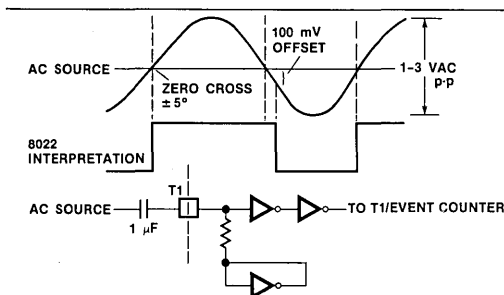 100 mV
OFFSET
AC SOURCE
1–3 VAC
p-p
ZERO CROSS
± 5°
8022
INTERPRETATION
T1
AC SOURCE
TO T1/EVENT COUNTER
1 µF